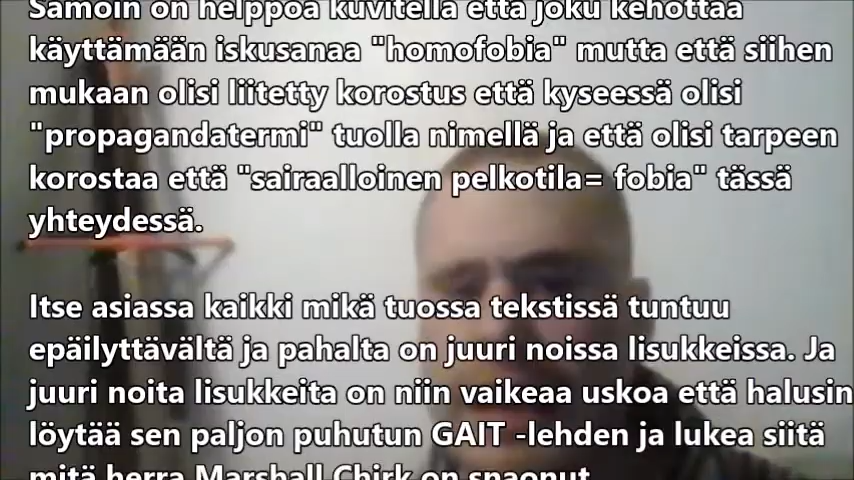 Samoin on helppoa kuvitella että joku kehottaa
käyttämään iskusanaa "homofobia" mutta että siihen
mukaan olisi liitetty korostus että kyseessä olisi
"propagandatermi" tuolla nimellä ja että olisi tarpeen
korostaa että "sairaalloinen pelkotila= fobia" tässä
yhteydessä.
Itse asiassa kaikki mikä tuossa tekstissä tuntuu
epäilyttävältä ja pahalta on juuri noissa lisukkeissa. Ja
juuri noita lisukkeita on niin vaikeaa uskoa että halusin
löytää sen paljon puhutun GAIT -lehden ja lukea siitä
mitä herra Marshall Chirk on spaonut